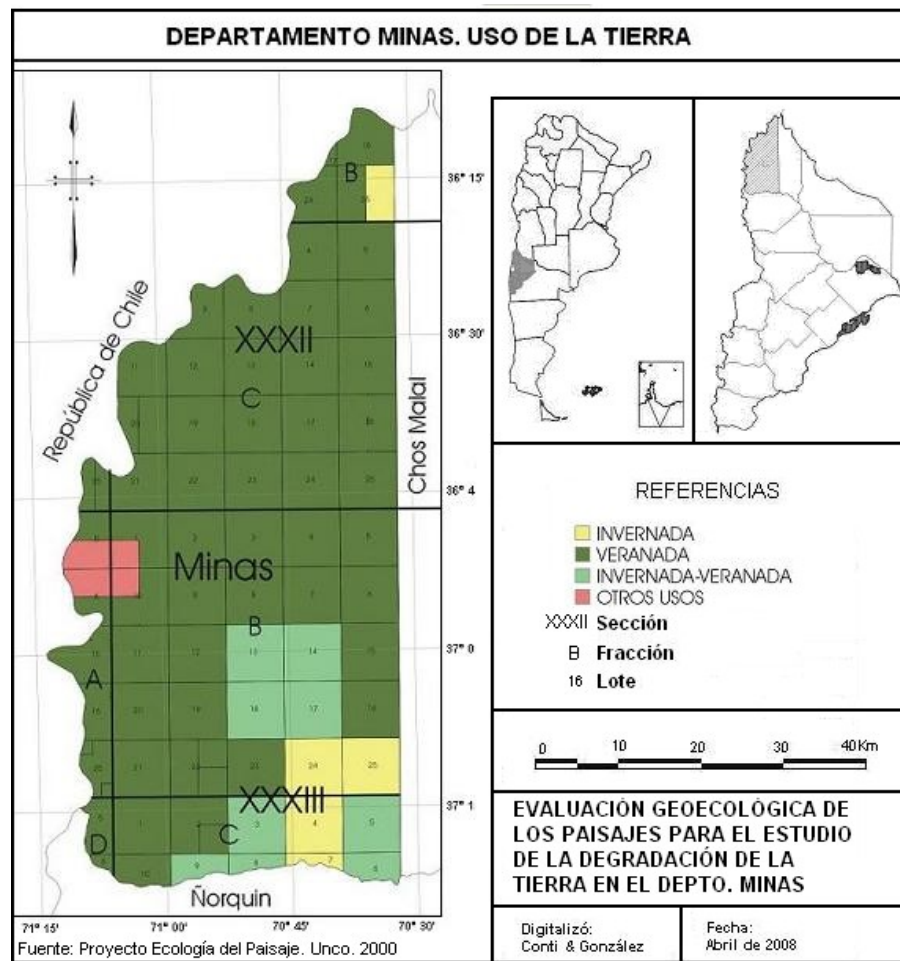 DEPARTAMENTO MINAS. USO DE LA TIERRA
B
36° 15'
XXXII
36° 30'
C
República de Chile
Chos Malal
36° 4
Minas
B
37° 0
A
XXXIII
37° 1
C
D
Ñorquin
71° 15'
71° 00'
70° 45'
70° 30'
Fuente: Proyecto Ecología del Paisaje. Unco. 2000
REFERENCIAS
INVERNADA
VERANADA
INVERNADA-VERANADA
OTROS USOS
XXXII Sección
B Fracción
16 Lote
0 10 20 30 40 Km
EVALUACIÓN GEOECOLÓGICA DE
LOS PAISAJES PARA EL ESTUDIO
DE LA DEGRADACIÓN DE LA
TIERRA EN EL DEPTO. MINAS
Digitalizó:
Conti & González
Fecha:
Abril de 2008